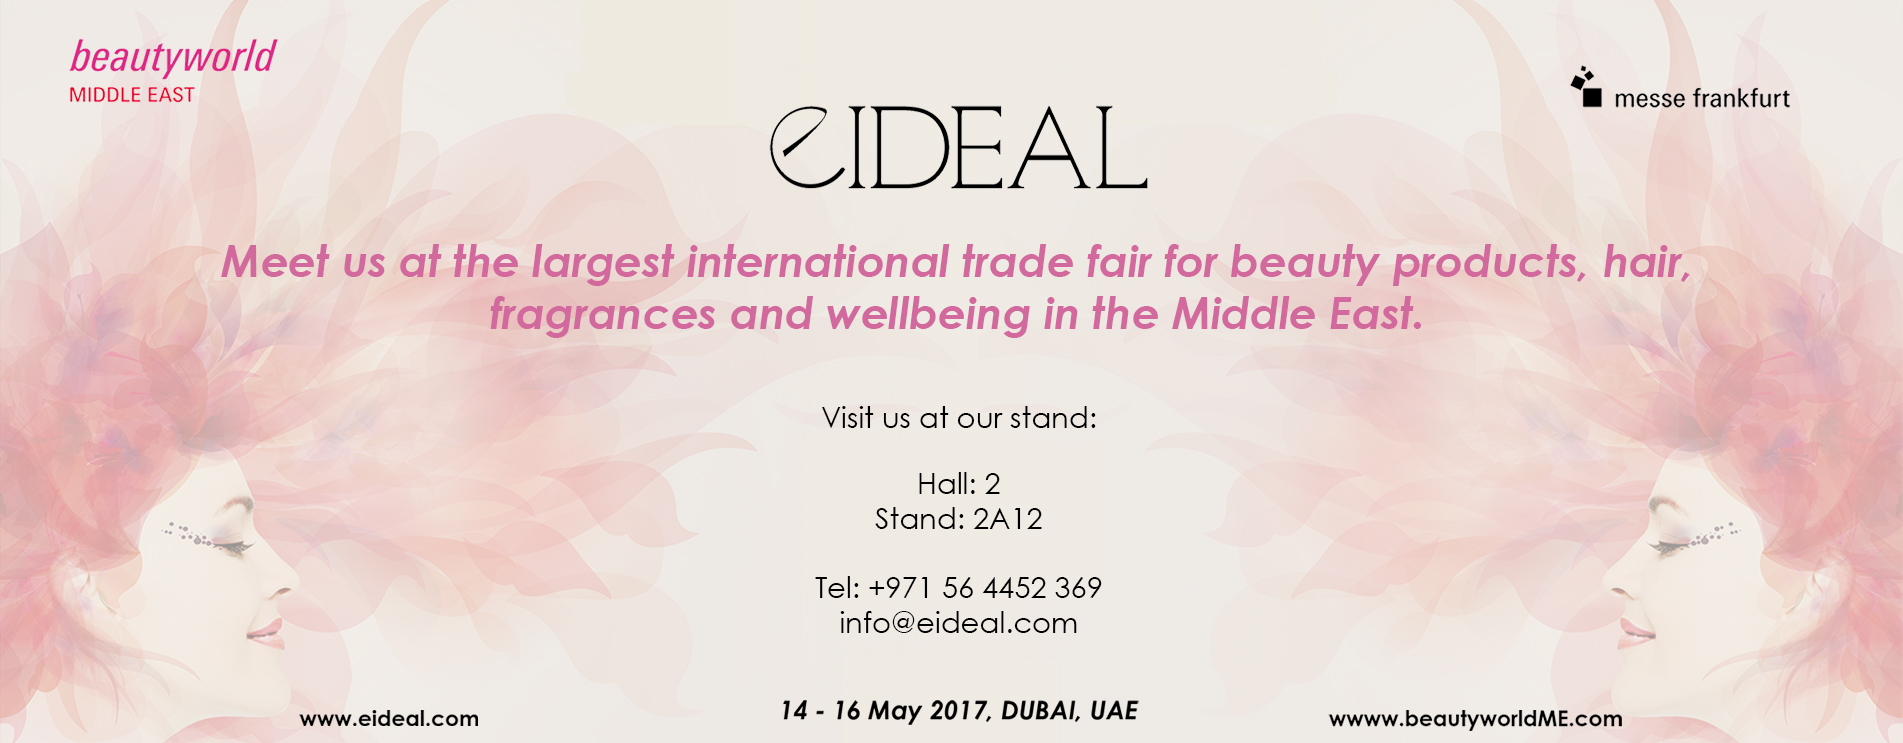 beautyworld
MIDDLE EAST
messe frankfurt
eIDEAL
Meet us at the largest international trade fair for beauty products, hair,
fragrances and wellbeing in the Middle East.
Visit us at our stand:
Hall: 2
Stand: 2A12
Tel: +971 56 4452 369
info@eideal.com
www.eideal.com
14 - 16 May 2017, DUBAI, UAE
www.beautyworldME.com